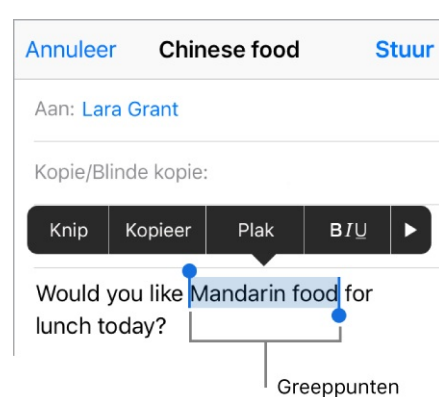 Annuleer Chinese food Stuur
Aan: Lara Grant
Kopie/Blinde kopie:
Knip Kopieer Plak BIU
Would you like Mandarin food for
lunch today?
Greeppunten